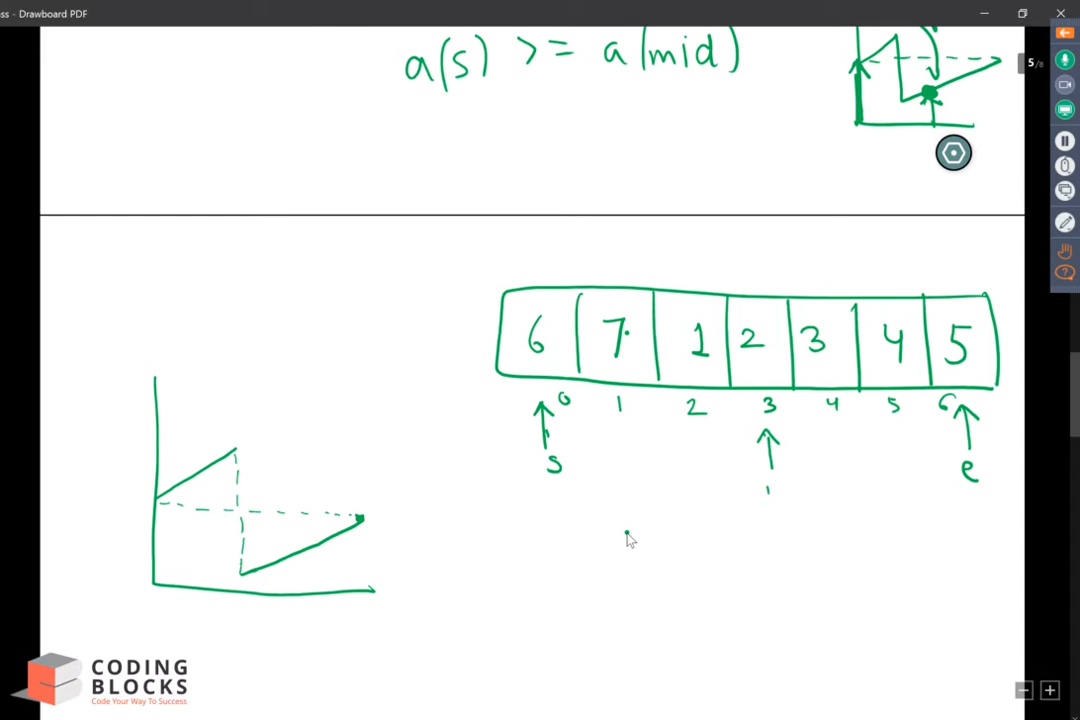 ss - Drawboard PDF
a(s) >= a(mid)
5/8
6 7 1 2 3 4 5
0 1 2 3 4 5 6
s e
CODING
BLOCKS
Code Your Way To Success